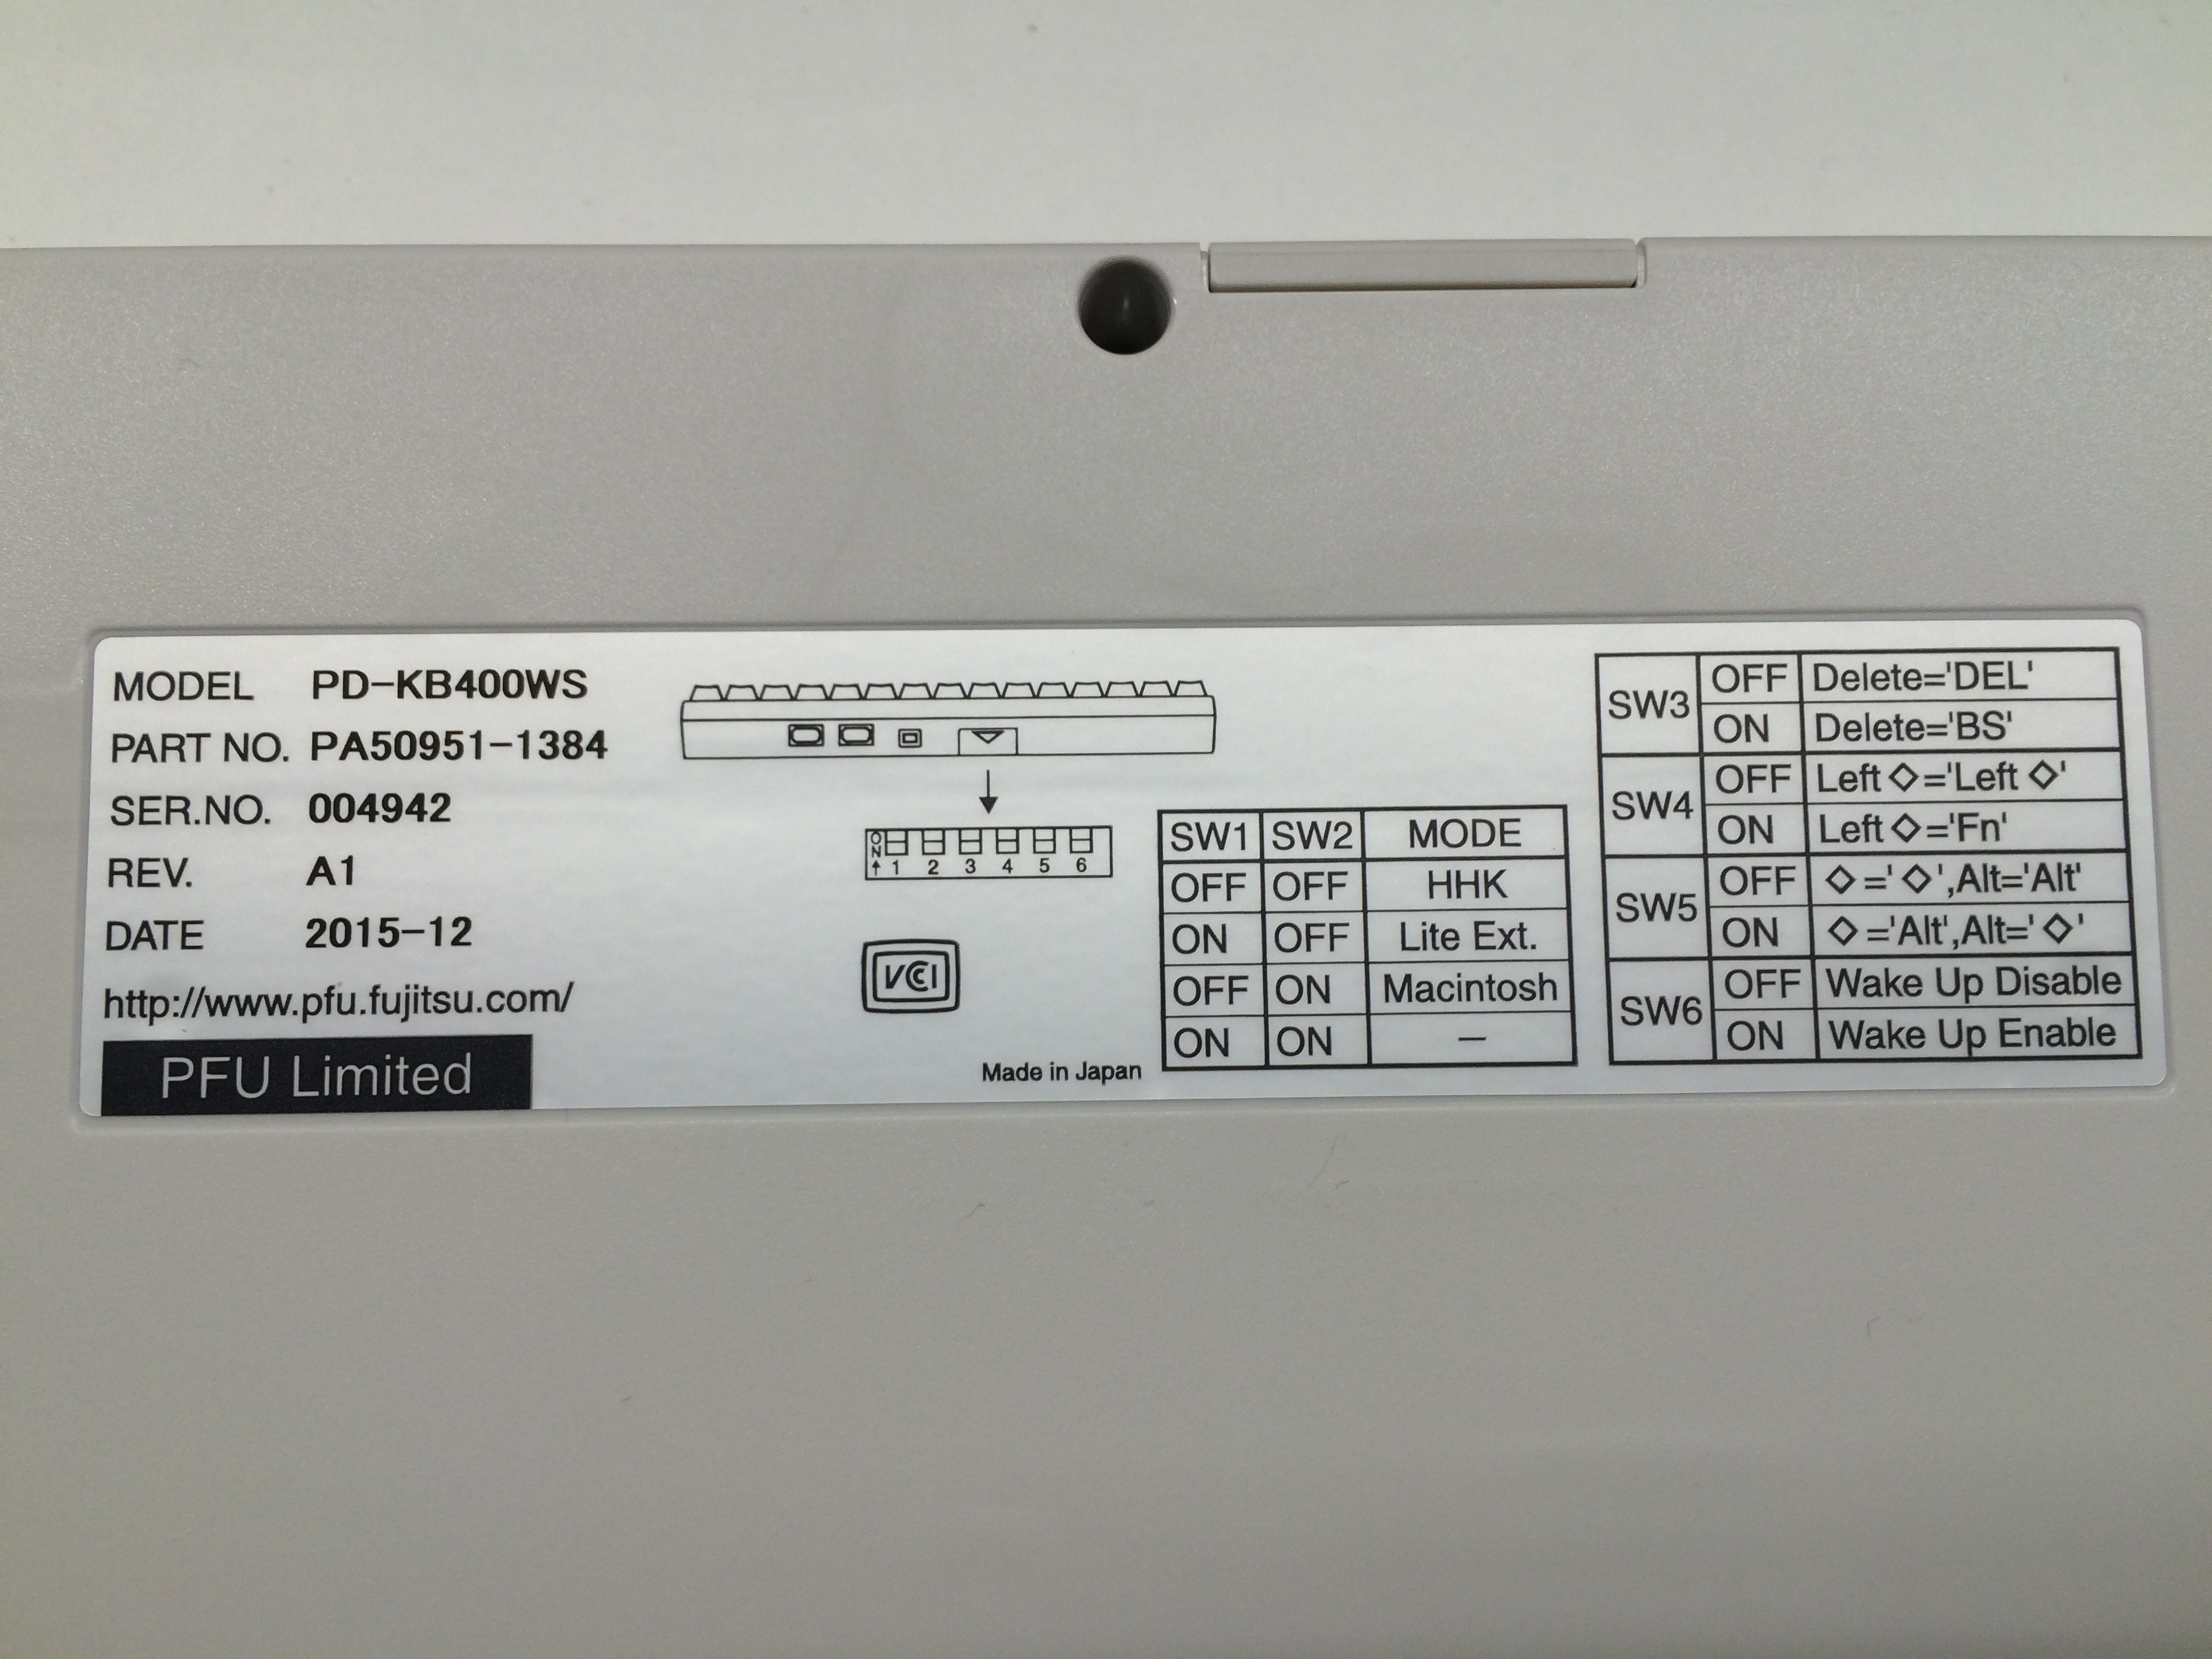 MODEL PD-KB400WS
PART NO. PA50951-1384
SER.NO. 004942
REV. A1
DATE 2015-12
http://www.pfu.fujitsu.com/
PFU Limited
ON
1 2 3 4 5 6
VCCI
Made in Japan
SW1 SW2 MODE
OFF OFF HHK
ON OFF Lite Ext.
OFF ON Macintosh
ON ON –
SW3 OFF Delete='DEL'
ON Delete='BS'
SW4 OFF Left◇='Left◇'
ON Left◇='Fn'
SW5 OFF ◇='◇',Alt='Alt'
ON ◇='Alt',Alt='◇'
SW6 OFF Wake Up Disable
ON Wake Up Enable